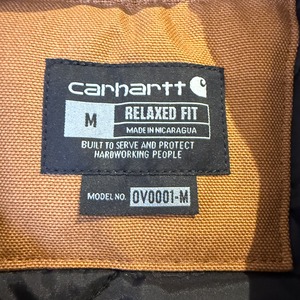 carhartt
M
RELAXED FIT
MADE IN NICARAGUA
BUILT TO SERVE AND PROTECT
HARDWORKING PEOPLE
MODEL NO. OV0001-M